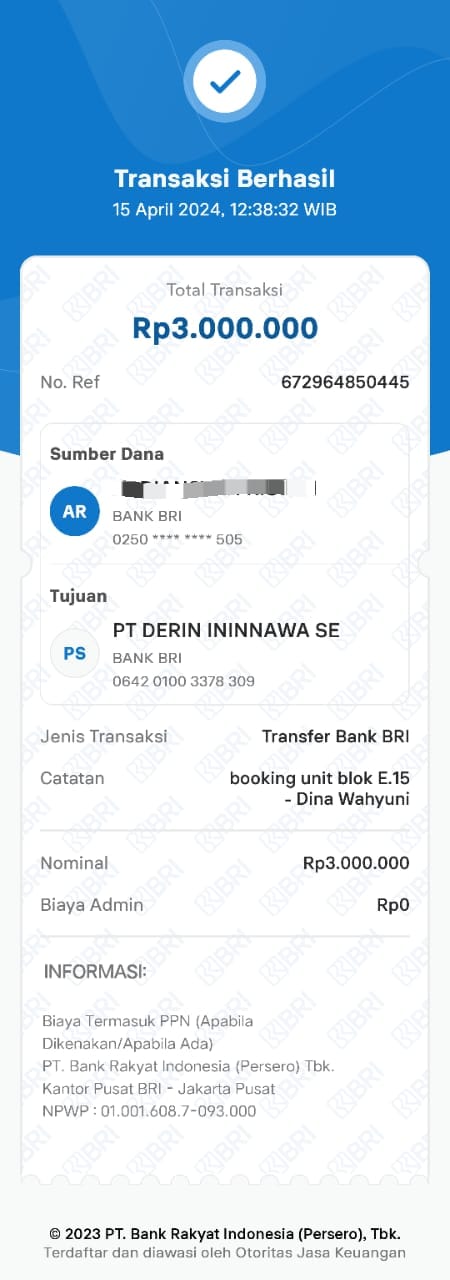 Transaksi Berhasil
15 April 2024, 12:38:32 WIB
Total Transaksi
Rp3.000.000
No. Ref 672964850445
Sumber Dana
AR
BANK BRI
0250 **** **** 505
Tujuan
PS
PT DERIN ININNAWA SE
BANK BRI
0642 0100 3378 309
Jenis Transaksi Transfer Bank BRI
Catatan booking unit blok E.15
- Dina Wahyuni
Nominal Rp3.000.000
Biaya Admin Rp0
INFORMASI:
Biaya Termasuk PPN (Apabila
Dikenakan/Apabila Ada)
PT. Bank Rakyat Indonesia (Persero) Tbk.
Kantor Pusat BRI - Jakarta Pusat
NPWP : 01.001.608.7-093.000
© 2023 PT. Bank Rakyat Indonesia (Persero), Tbk.
Terdaftar dan diawasi oleh Otoritas Jasa Keuangan